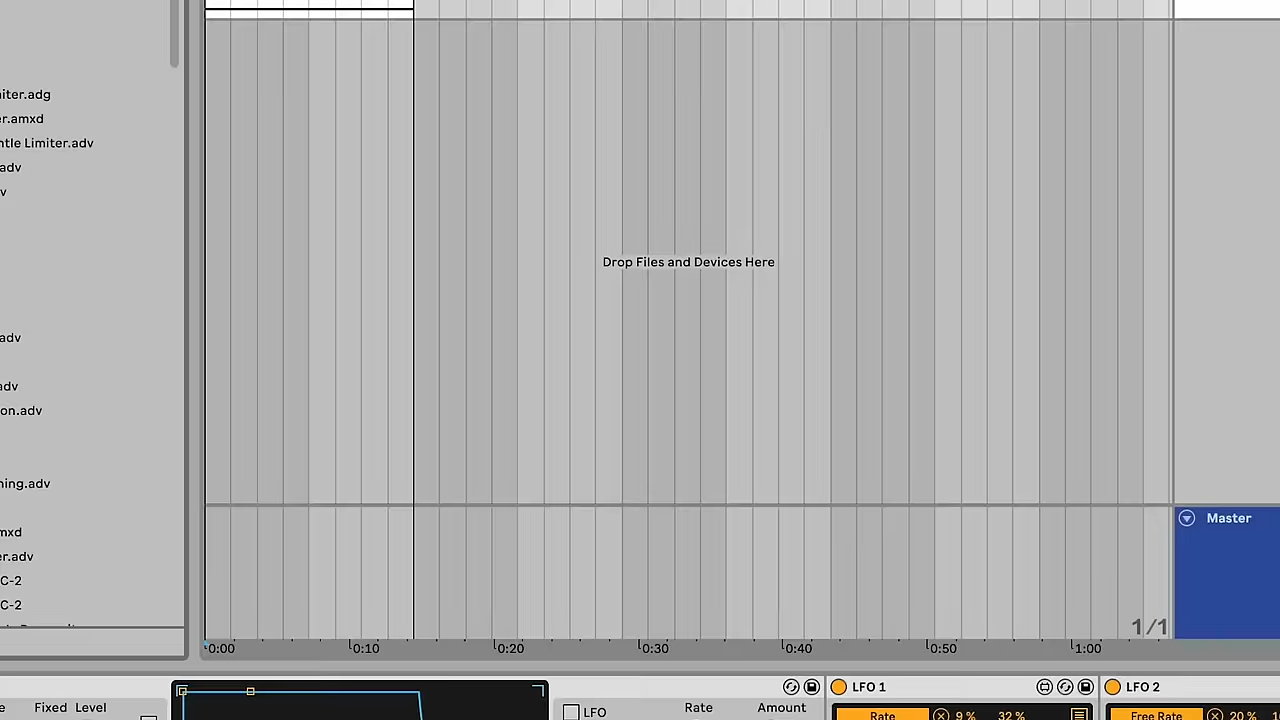 iter.adg
er.amxd
ntle Limiter.adv
adv
v
adv
adv
on.adv
ning.adv
mxd
er.adv
C-2
C-2
Drop Files and Devices Here
Master
1/1
0:00 0:10 0:20 0:30 0:40 0:50 1:00
e Fixed Level
LFO Rate Amount
LFO 1
Rate 9 % 32 %
LFO 2
Free Rate 20 % 1